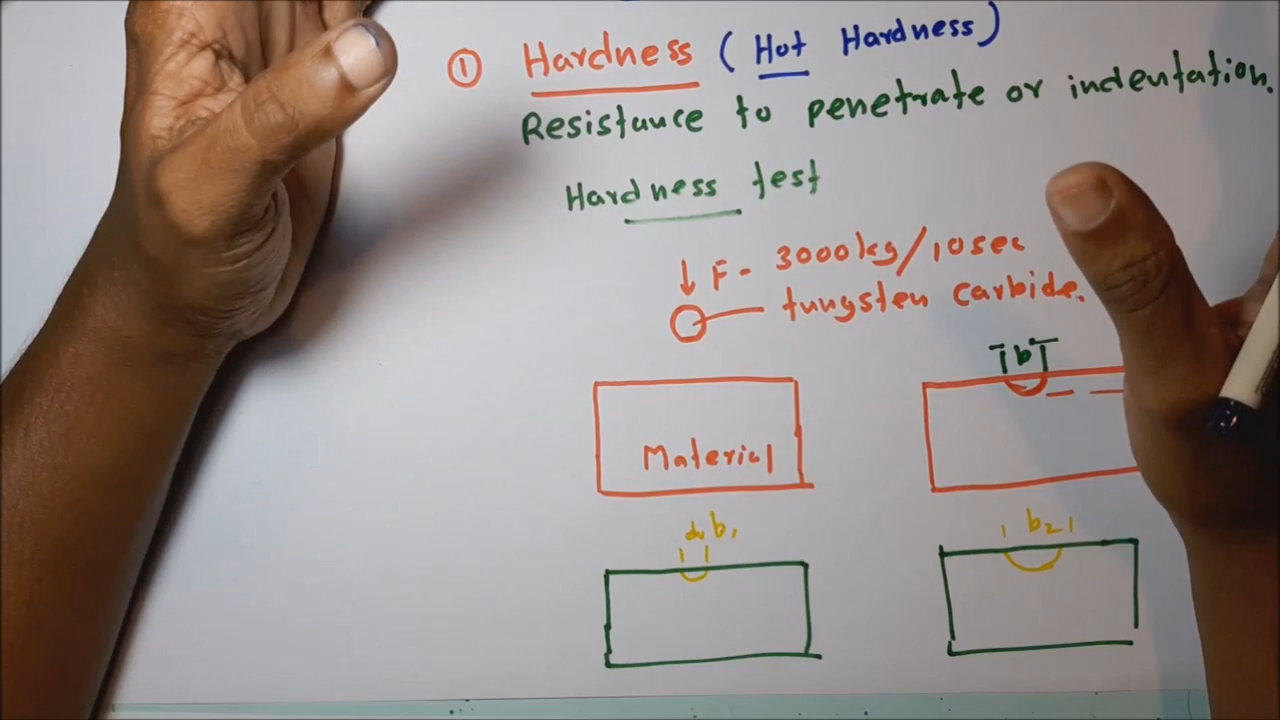 ① Hardness (Hot Hardness)
Resistance to penetrate or indentation.
Hardness test
F - 3000kg/10sec
tungsten carbide.
b
Material
b₁
b₂